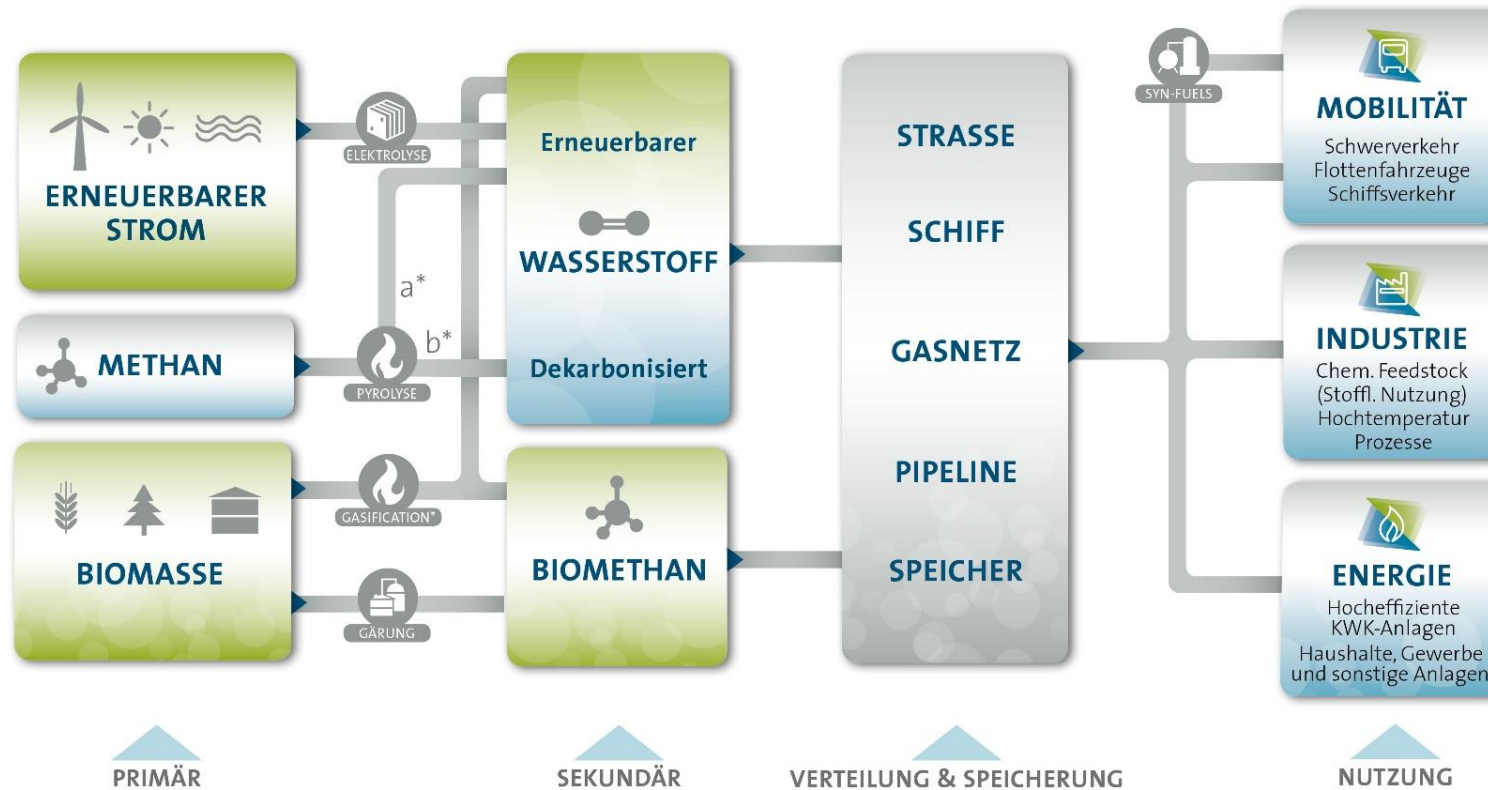 ERNEUERBARER
STROM
METHAN
BIOMASSE
ELEKTROLYSE
a*
b*
PYROLYSE
GASIFICATION*
GÄRUNG
Erneuerbarer
WASSERSTOFF
Dekarbonisiert
BIOMETHAN
STRASSE
SCHIFF
GASNETZ
PIPELINE
SPEICHER
SYN-FUELS
MOBILITÄT
Schwerverkehr
Flottenfahrzeuge
Schiffsverkehr
INDUSTRIE
Chem. Feedstock
(Stoffl. Nutzung)
Hochtemperatur
Prozesse
ENERGIE
Hocheffiziente
KWK-Anlagen
Haushalte, Gewerbe
und sonstige Anlagen
PRIMÄR
SEKUNDÄR
VERTEILUNG & SPEICHERUNG
NUTZUNG